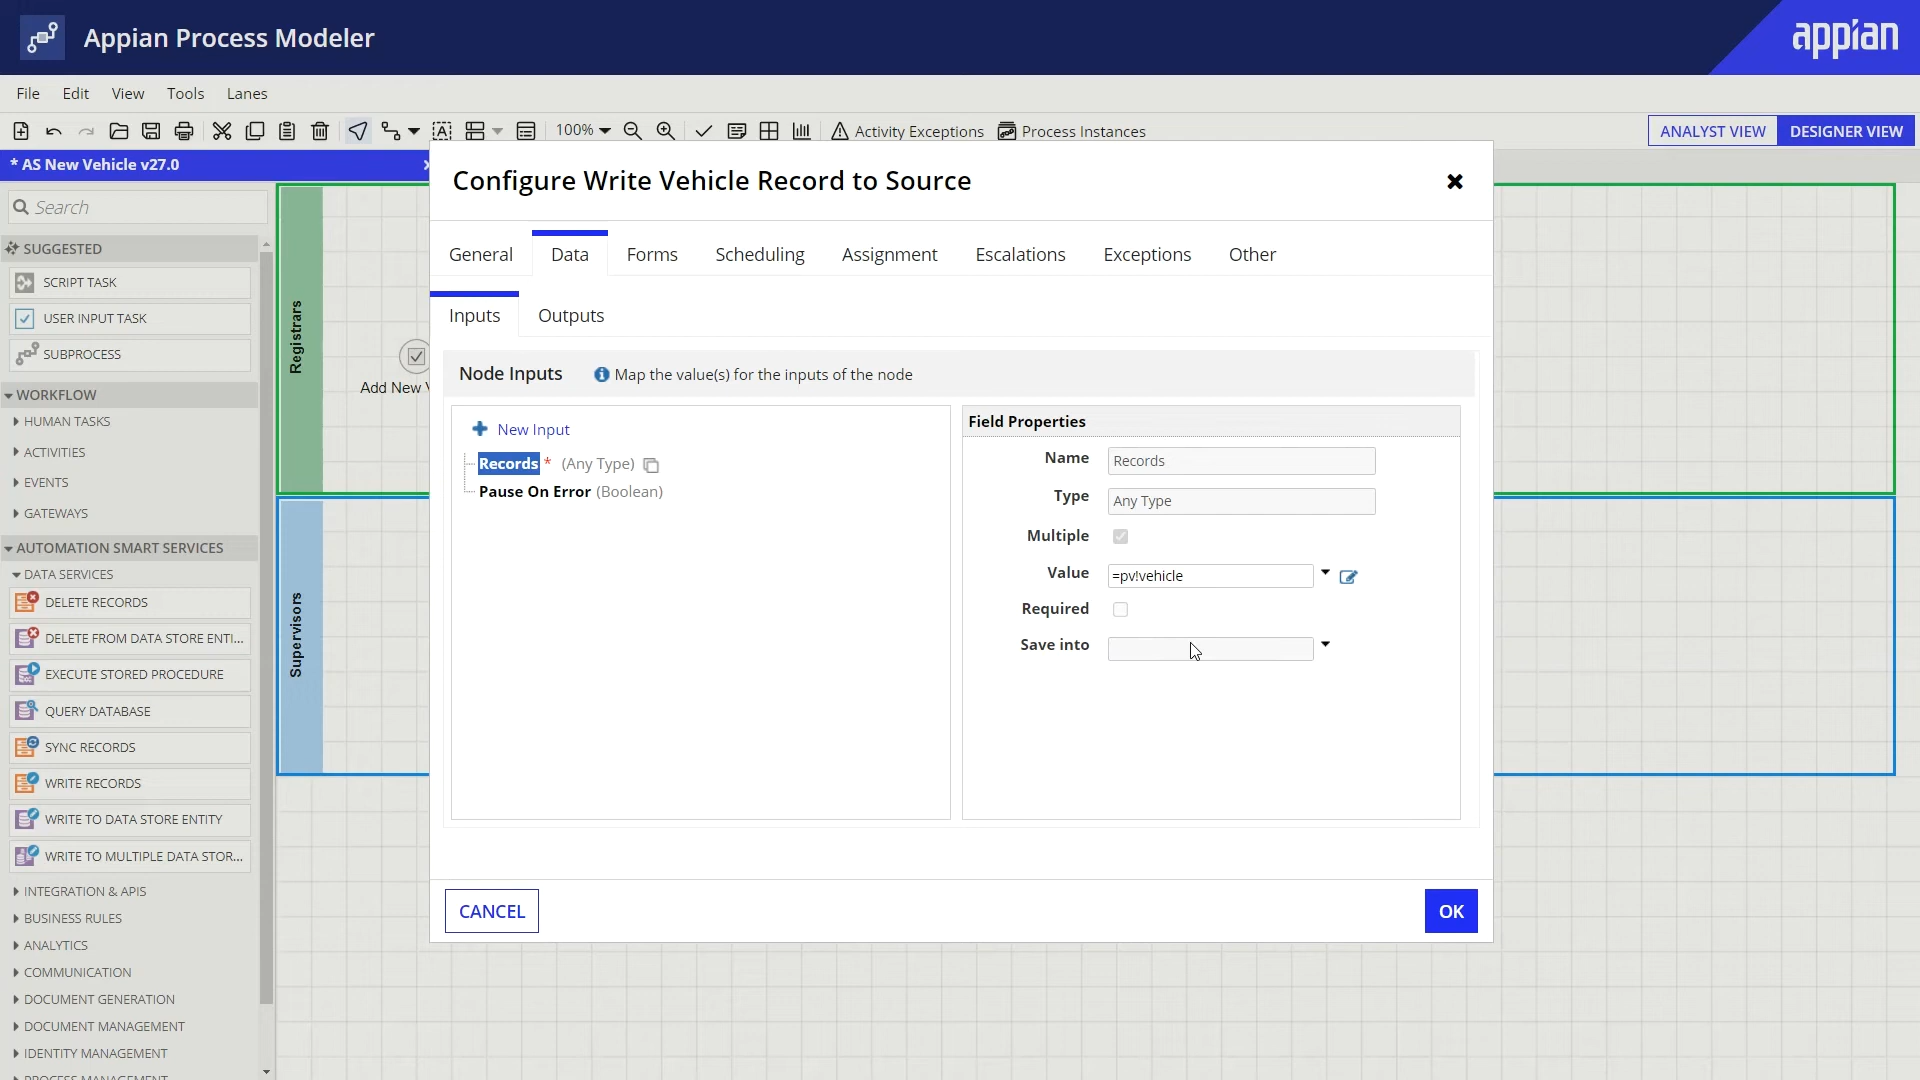 Appian Process Modeler
appian
File Edit View Tools Lanes
100% Activity Exceptions Process Instances ANALYST VIEW DESIGNER VIEW
* AS New Vehicle v27.0
Search
SUGGESTED
SCRIPT TASK
USER INPUT TASK
SUBPROCESS
WORKFLOW
HUMAN TASKS
ACTIVITIES
EVENTS
GATEWAYS
AUTOMATION SMART SERVICES
DATA SERVICES
DELETE RECORDS
DELETE FROM DATA STORE ENTI...
EXECUTE STORED PROCEDURE
QUERY DATABASE
SYNC RECORDS
WRITE RECORDS
WRITE TO DATA STORE ENTITY
WRITE TO MULTIPLE DATA STOR...
INTEGRATION & APIS
BUSINESS RULES
ANALYTICS
COMMUNICATION
DOCUMENT GENERATION
DOCUMENT MANAGEMENT
IDENTITY MANAGEMENT
PROCESS MANAGEMENT
Registrars
Add New
Supervisors
Configure Write Vehicle Record to Source
General Data Forms Scheduling Assignment Escalations Exceptions Other
Inputs Outputs
Node Inputs Map the value(s) for the inputs of the node
New Input
Records * (Any Type)
Pause On Error (Boolean)
Field Properties
Name Records
Type Any Type
Multiple
Value =pv!vehicle
Required
Save into
CANCEL OK